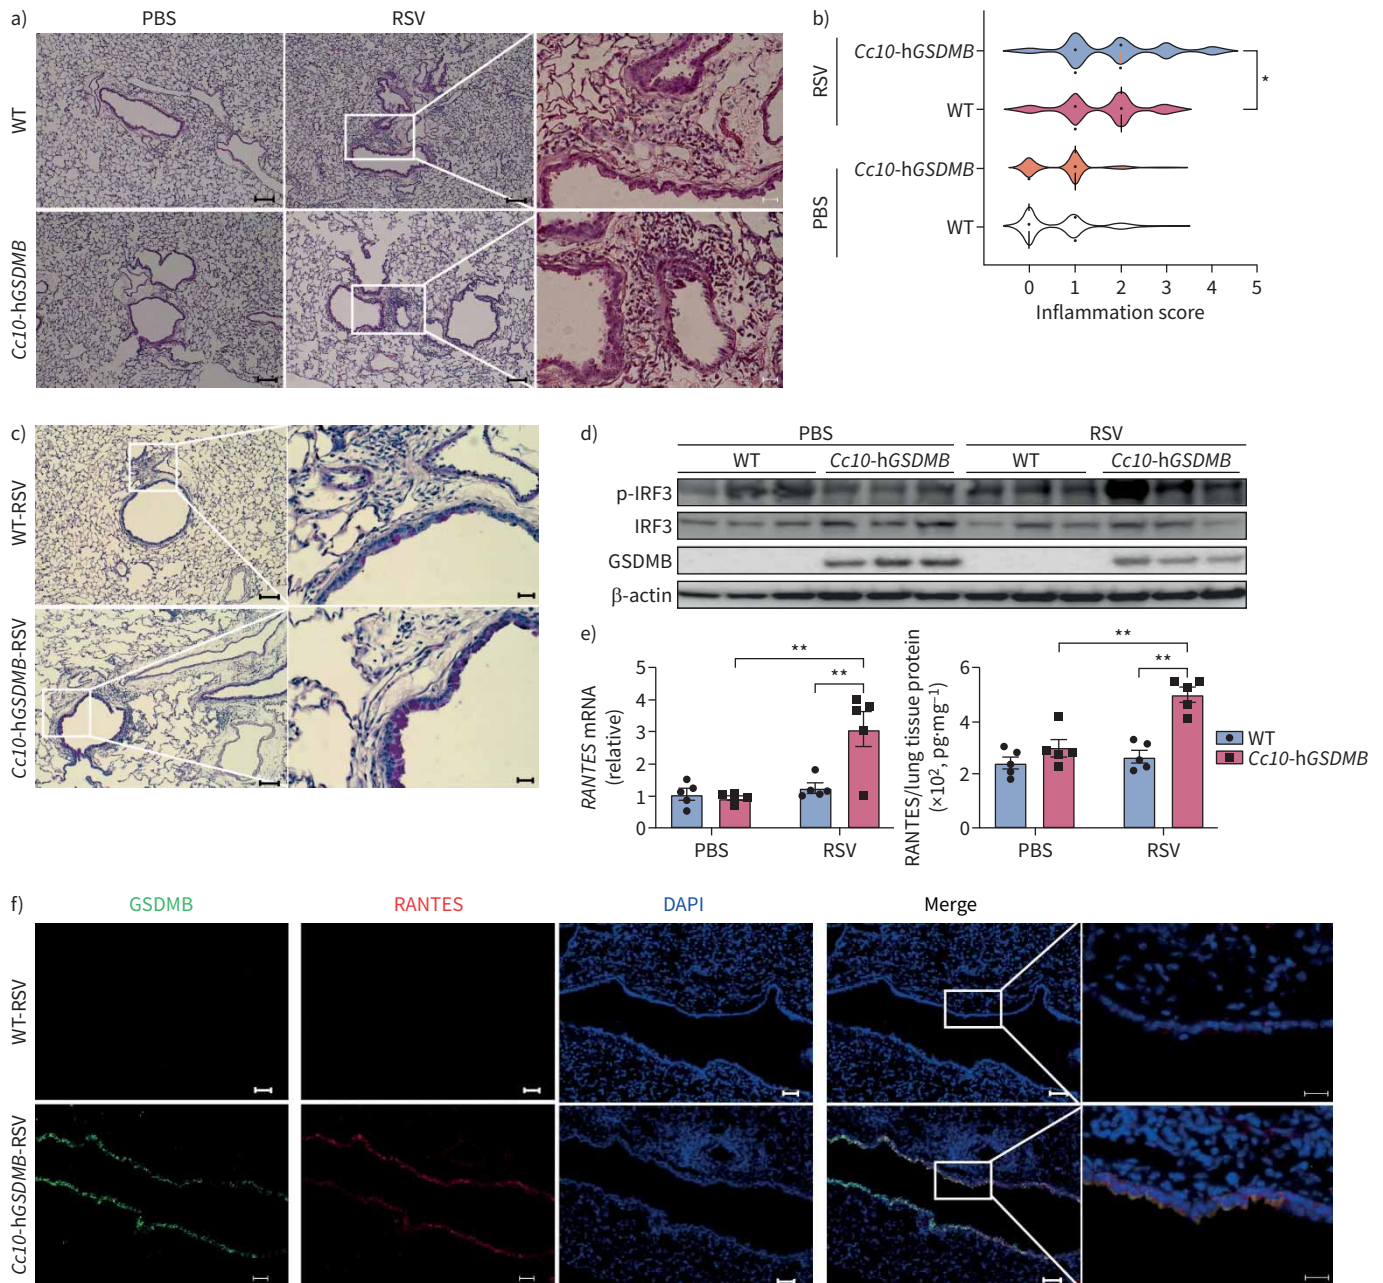 a)
PBS
RSV
WT
Cc10-hGSDMB
b)
RSV
PBS
Cc10-hGSDMB
WT
Cc10-hGSDMB
WT
*
0 1 2 3 4 5
Inflammation score
c)
WT-RSV
Cc10-hGSDMB-RSV
d)
PBS
RSV
WT
Cc10-hGSDMB
WT
Cc10-hGSDMB
p-IRF3
IRF3
GSDMB
β-actin
e)
**
**
5
4
3
2
1
0
RANTES mRNA
(relative)
PBS
RSV
**
**
6
4
2
0
RANTES/lung tissue protein
(×10², pg·mg⁻¹)
PBS
RSV
WT
Cc10-hGSDMB
f)
GSDMB
RANTES
DAPI
Merge
WT-RSV
Cc10-hGSDMB-RSV